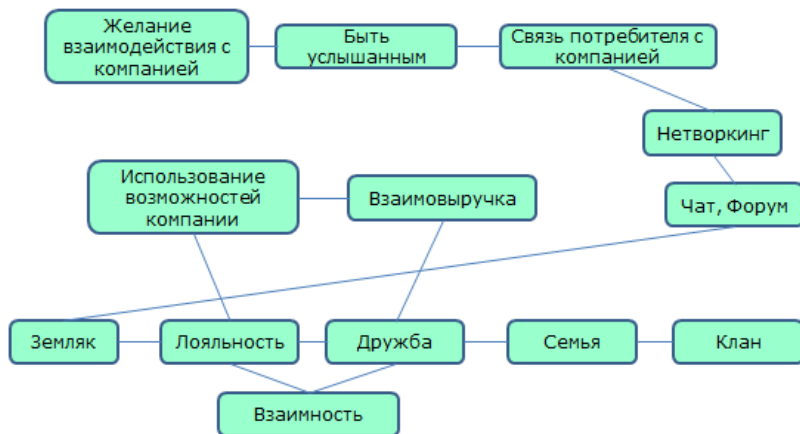 Желание
взаимодействия с
компанией
Быть
услышанным
Связь потребителя с
компанией
Нетворкинг
Использование
возможностей
компании
Взаимовыручка
Чат, Форум
Земляк
Лояльность
Дружба
Семья
Клан
Взаимность